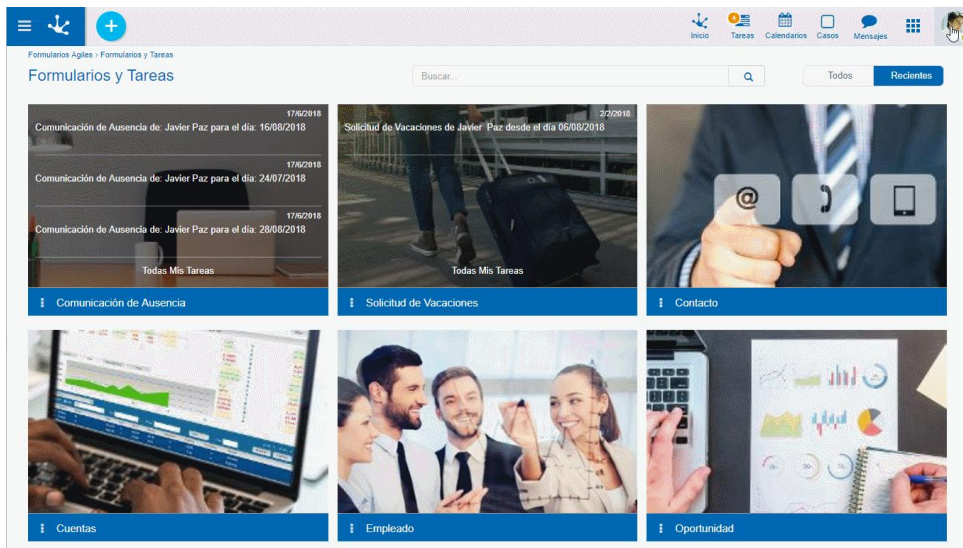 4
Inicio
Tareas
Calendarios
Casos
Mensajes
Formularios Agiles > Formularios y Tareas
Formularios y Tareas
Buscar...
Todos
Recientes
17/6/2018
Comunicación de Ausencia de: Javier Paz para el día: 16/08/2018
17/6/2018
Comunicación de Ausencia de: Javier Paz para el día: 24/07/2018
17/6/2018
Comunicación de Ausencia de: Javier Paz para el día: 28/08/2018
Todas Mis Tareas
Comunicación de Ausencia
2/2/2018
Solicitud de Vacaciones de Javier Paz desde el día 06/08/2018
Todas Mis Tareas
Solicitud de Vacaciones
@
Contacto
Cuentas
Empleado
Oportunidad